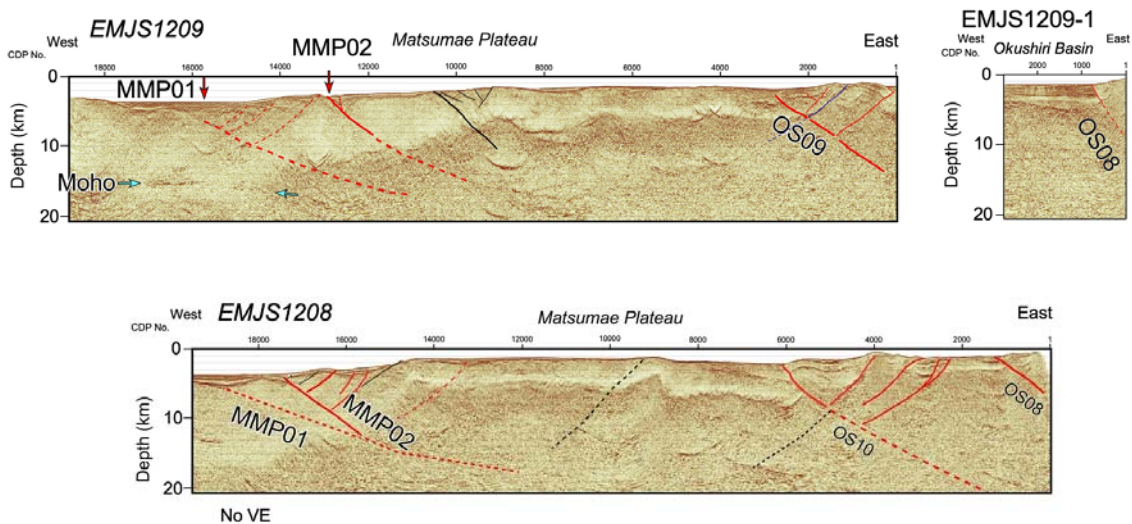 EMJS1209
MMP02
Matsumae Plateau
West
East
CDP No.
18000 16000 14000 12000 10000 8000 6000 4000 2000 1
MMP01
0
10
20
Depth (km)
Moho
OS09
EMJS1209-1
West East
CDP No. Okushiri Basin
2000 1000 1
0
10
20
Depth (km)
OS08
West EMJS1208 Matsumae Plateau East
CDP No.
18000 16000 14000 12000 10000 8000 6000 4000 2000 1
0
10
20
Depth (km)
MMP01
MMP02
OS10
OS08
No VE